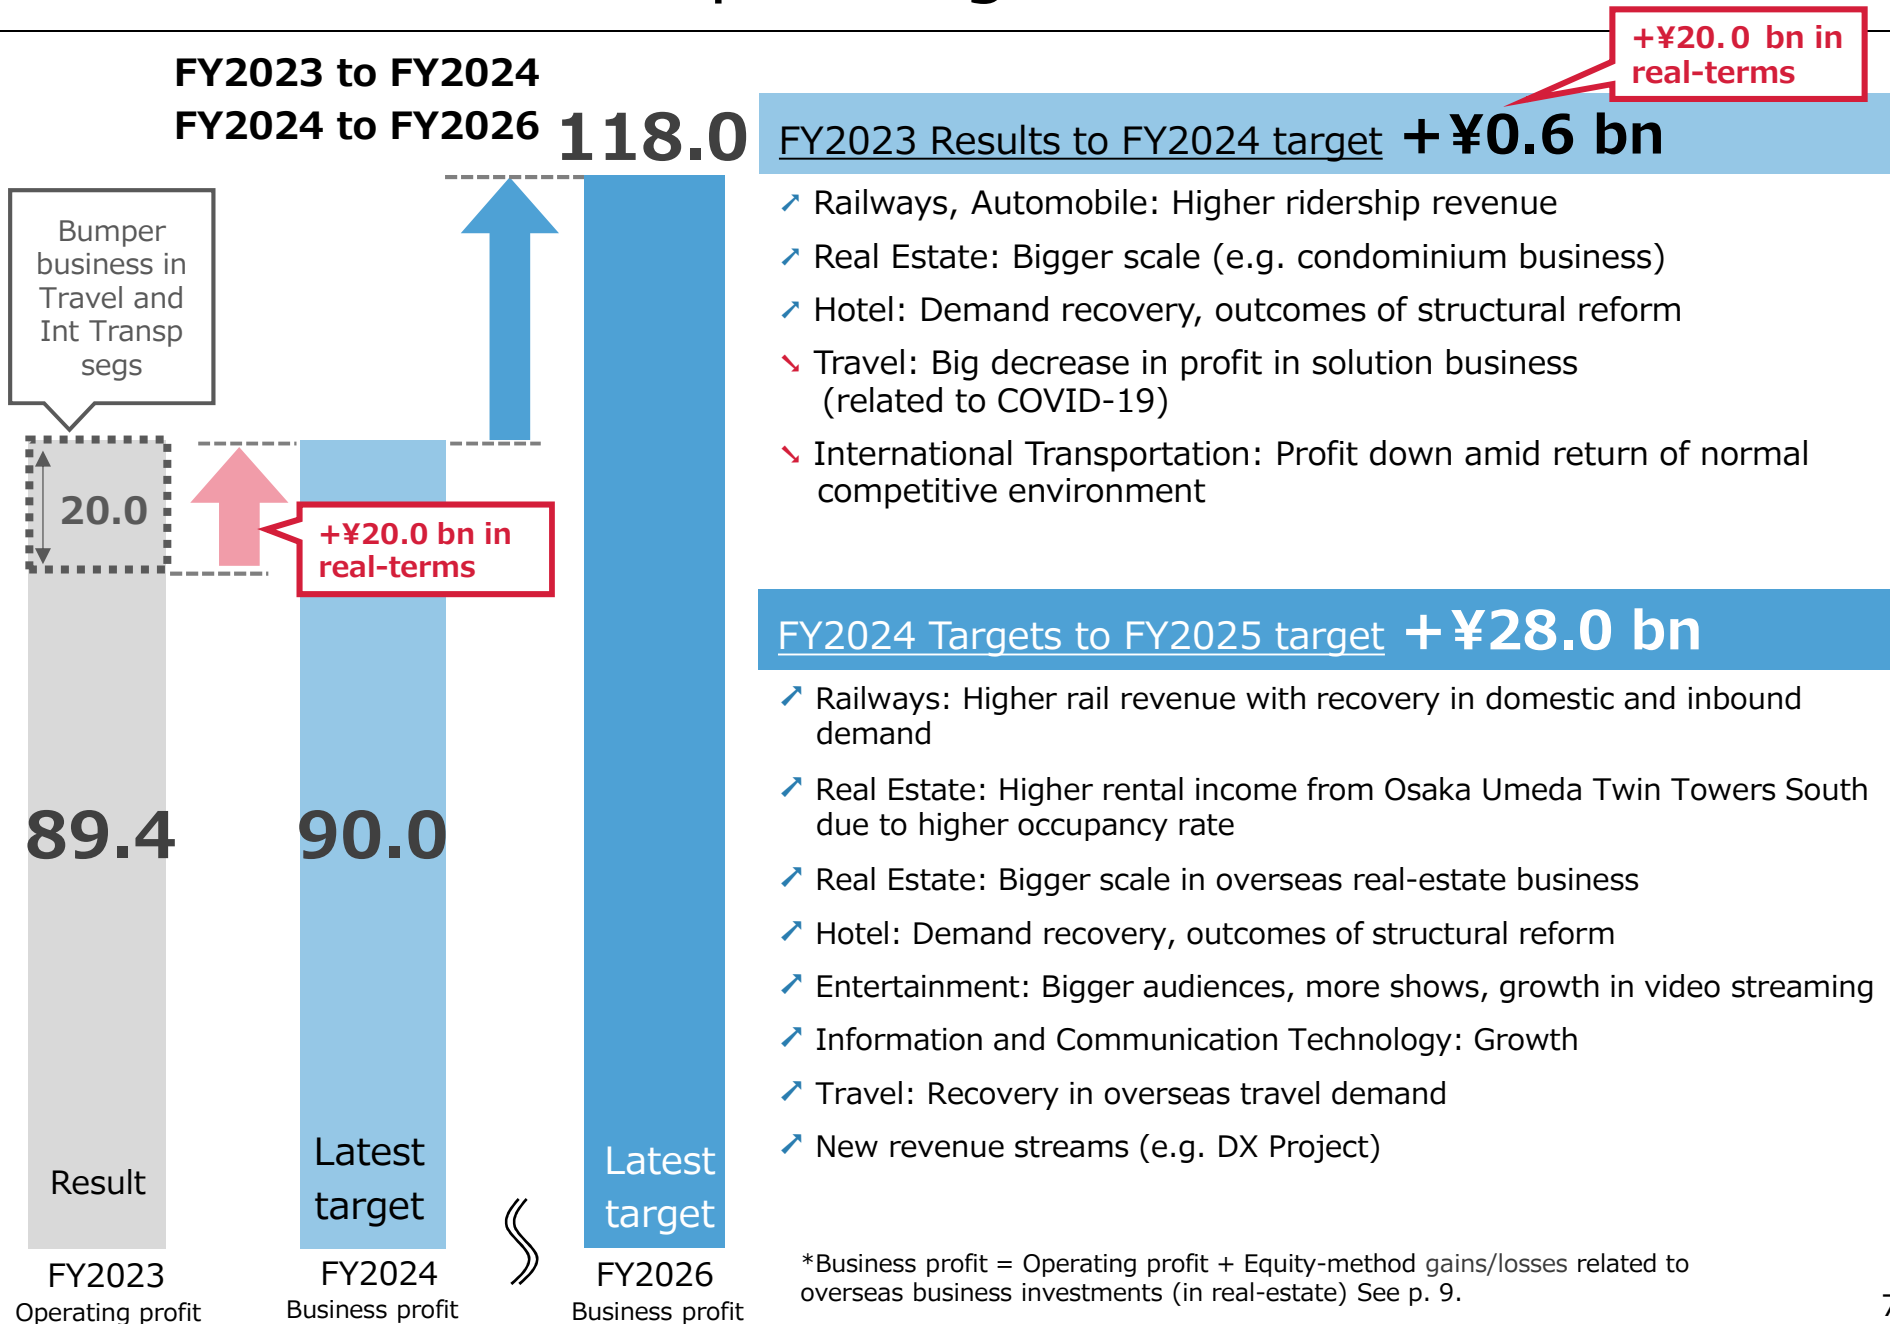 +¥20.0 bn in
real-terms
FY2023 to FY2024
FY2024 to FY2026
118.0
FY2023 Results to FY2024 target +¥0.6 bn
Bumper
business in
Travel and
Int Transp
segs
➚ Railways, Automobile: Higher ridership revenue
➚ Real Estate: Bigger scale (e.g. condominium business)
➚ Hotel: Demand recovery, outcomes of structural reform
➘ Travel: Big decrease in profit in solution business
(related to COVID-19)
➘ International Transportation: Profit down amid return of normal
competitive environment
20.0
+¥20.0 bn in
real-terms
FY2024 Targets to FY2025 target +¥28.0 bn
➚ Railways: Higher rail revenue with recovery in domestic and inbound
demand
➚ Real Estate: Higher rental income from Osaka Umeda Twin Towers South
due to higher occupancy rate
➚ Real Estate: Bigger scale in overseas real-estate business
➚ Hotel: Demand recovery, outcomes of structural reform
➚ Entertainment: Bigger audiences, more shows, growth in video streaming
➚ Information and Communication Technology: Growth
➚ Travel: Recovery in overseas travel demand
➚ New revenue streams (e.g. DX Project)
89.4
90.0
Result
Latest
target
Latest
target
FY2023
Operating profit
FY2024
Business profit
FY2026
Business profit
*Business profit = Operating profit + Equity-method gains/losses related to
overseas business investments (in real-estate) See p. 9.
7